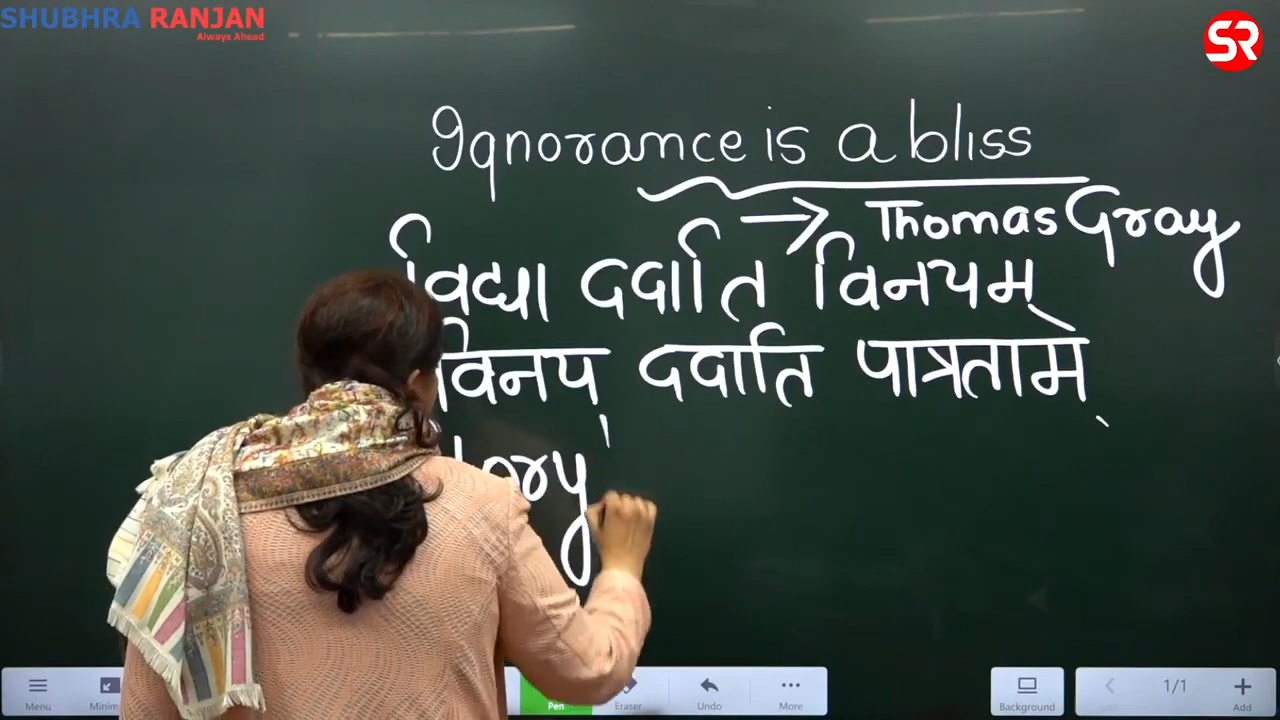 SHUBHRA RANJAN
Always Ahead
SR
Ignorance is a bliss
→ Thomas Gray
विद्या ददाति विनयम्
विनय ददाति पात्रताम्
Menu
Pen
Eraser
Undo
More
Background
1/1
Add